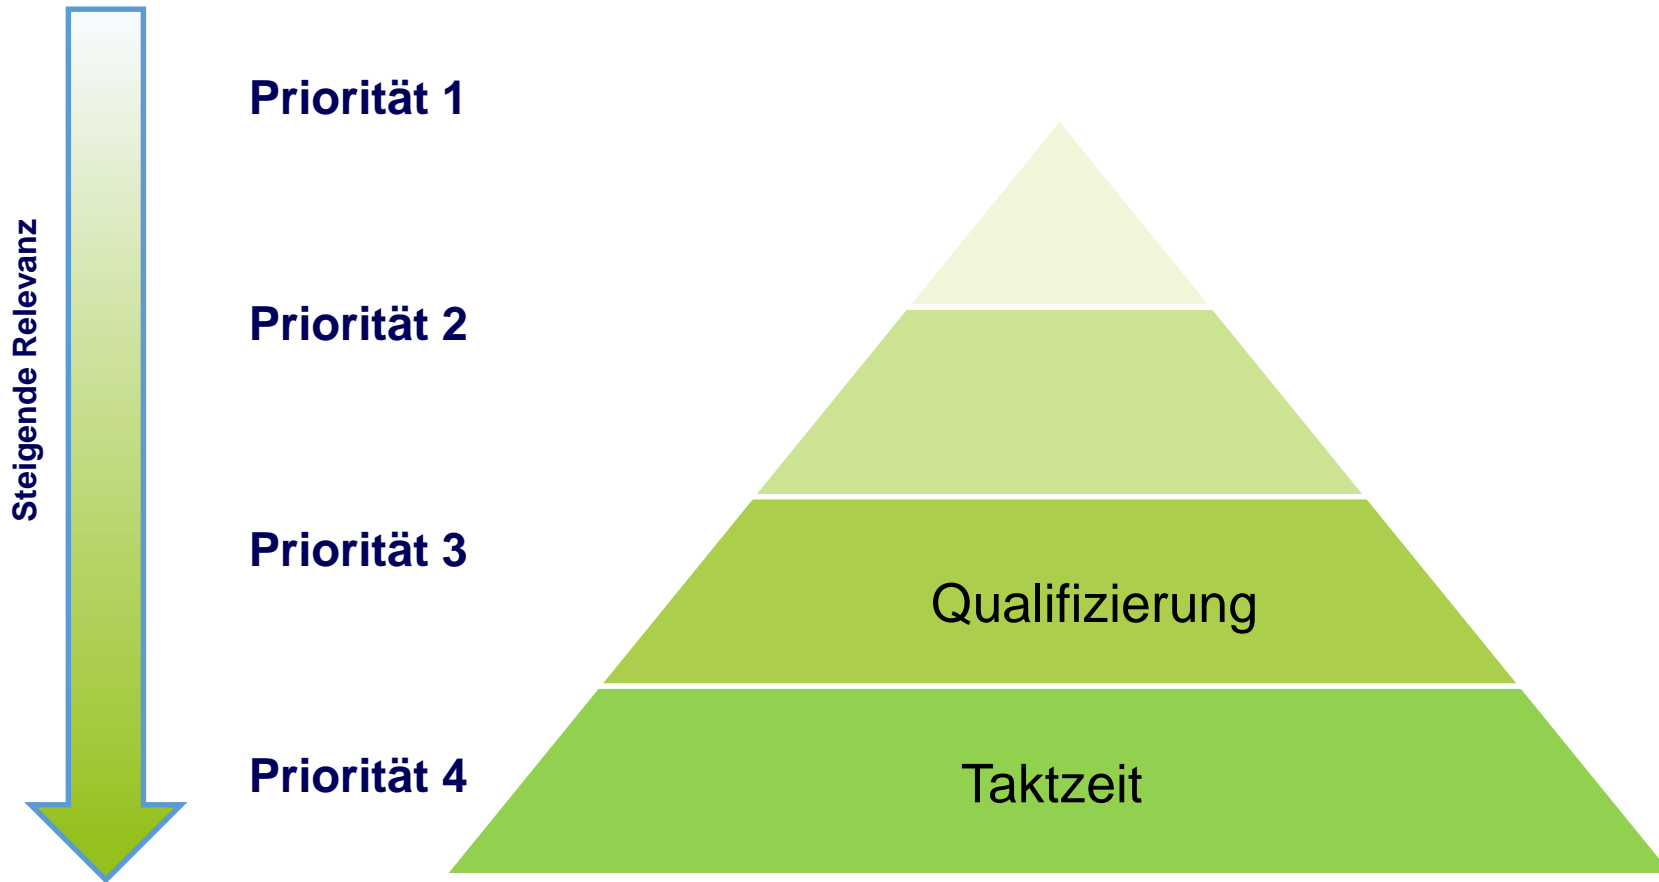 Steigende Relevanz
Priorität 1
Priorität 2
Priorität 3
Qualifizierung
Priorität 4
Taktzeit